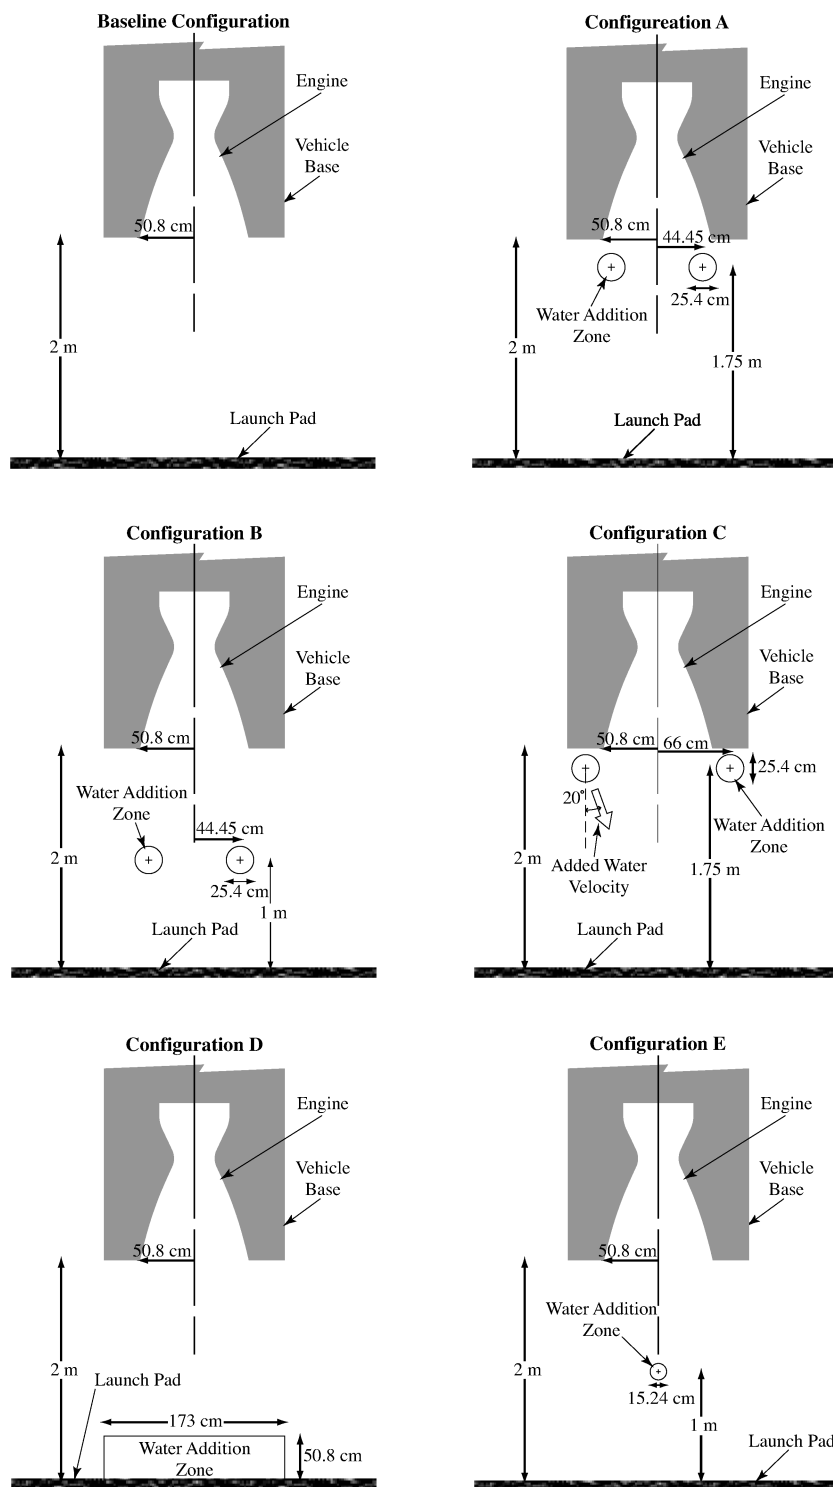 Baseline Configuration
Engine
Vehicle
Base
50.8 cm
2 m
Launch Pad
Configureation A
Engine
Vehicle
Base
50.8 cm
44.45 cm
25.4 cm
Water Addition
Zone
2 m
1.75 m
Launch Pad
Configuration B
Engine
Vehicle
Base
50.8 cm
Water Addition
Zone
44.45 cm
2 m
25.4 cm
1 m
Launch Pad
Configuration C
Engine
Vehicle
Base
50.8 cm
66 cm
25.4 cm
20°
Water Addition
Zone
2 m
Added Water
Velocity
1.75 m
Launch Pad
Configuration D
Engine
Vehicle
Base
50.8 cm
2 m
Launch Pad
173 cm
Water Addition
Zone
50.8 cm
Configuration E
Engine
Vehicle
Base
50.8 cm
Water Addition
Zone
2 m
15.24 cm
1 m
Launch Pad